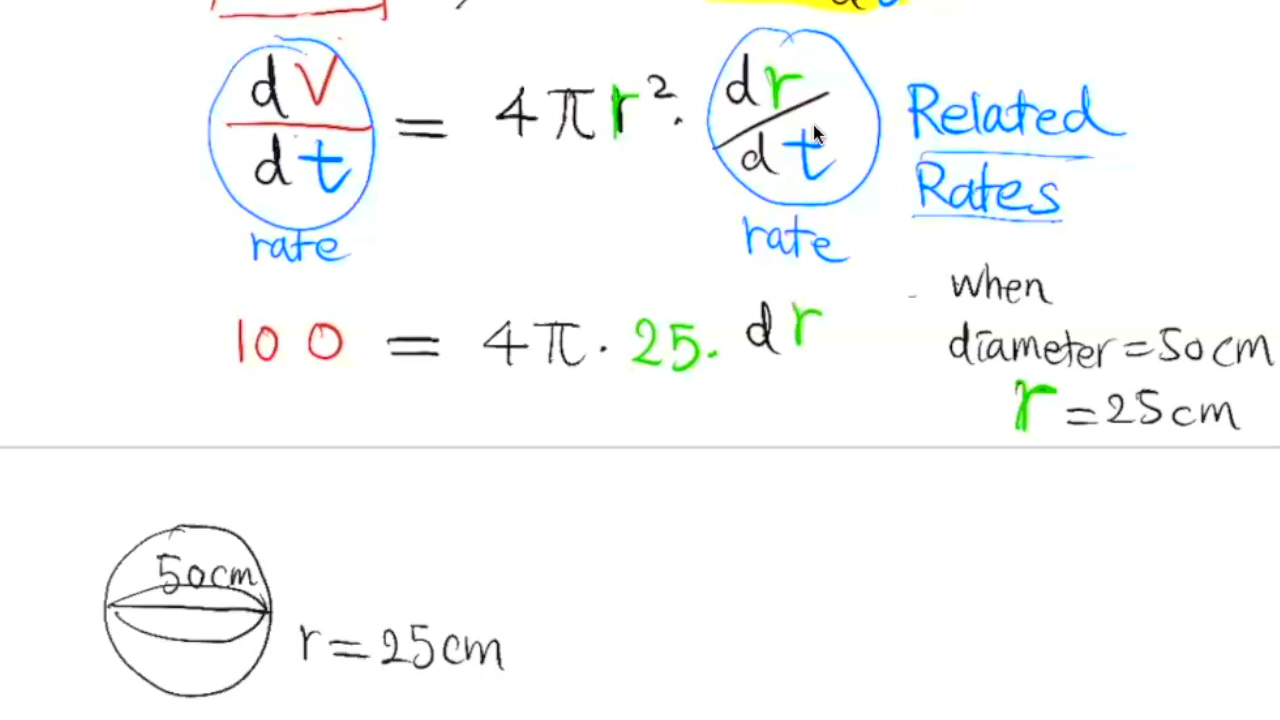 dV/dt = 4πr²· dr/dt Related Rates
rate rate
when
100 = 4π·25· dr diameter=50cm
r=25cm
50cm
r=25cm